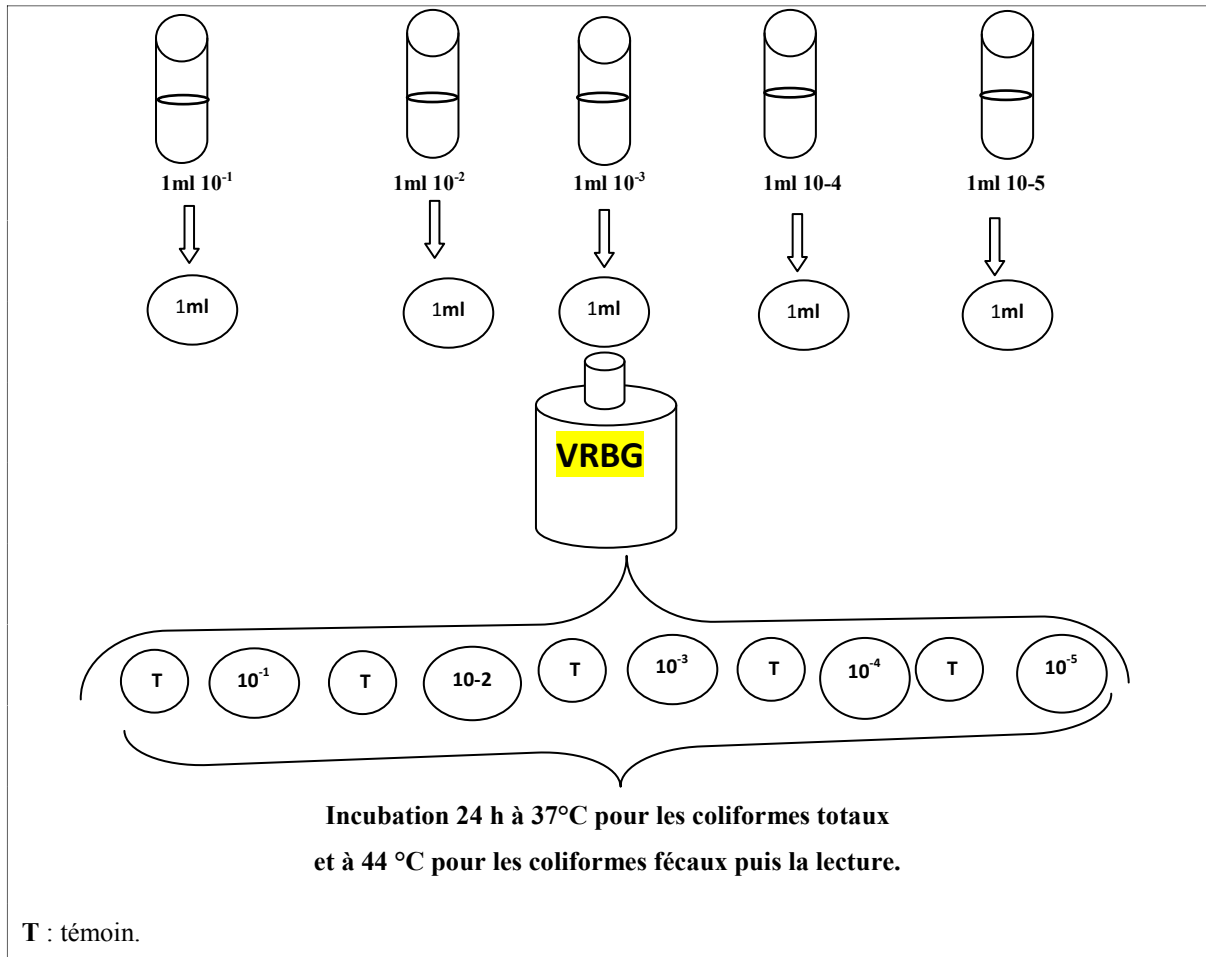 1ml 10⁻¹ 1ml 10⁻² 1ml 10⁻³ 1ml 10-4 1ml 10-5
1ml 1ml 1ml 1ml 1ml
VRBG
T 10⁻¹ T 10-2 T 10⁻³ T 10⁻⁴ T 10⁻⁵
Incubation 24 h à 37°C pour les coliformes totaux
et à 44 °C pour les coliformes fécaux puis la lecture.
T : témoin.